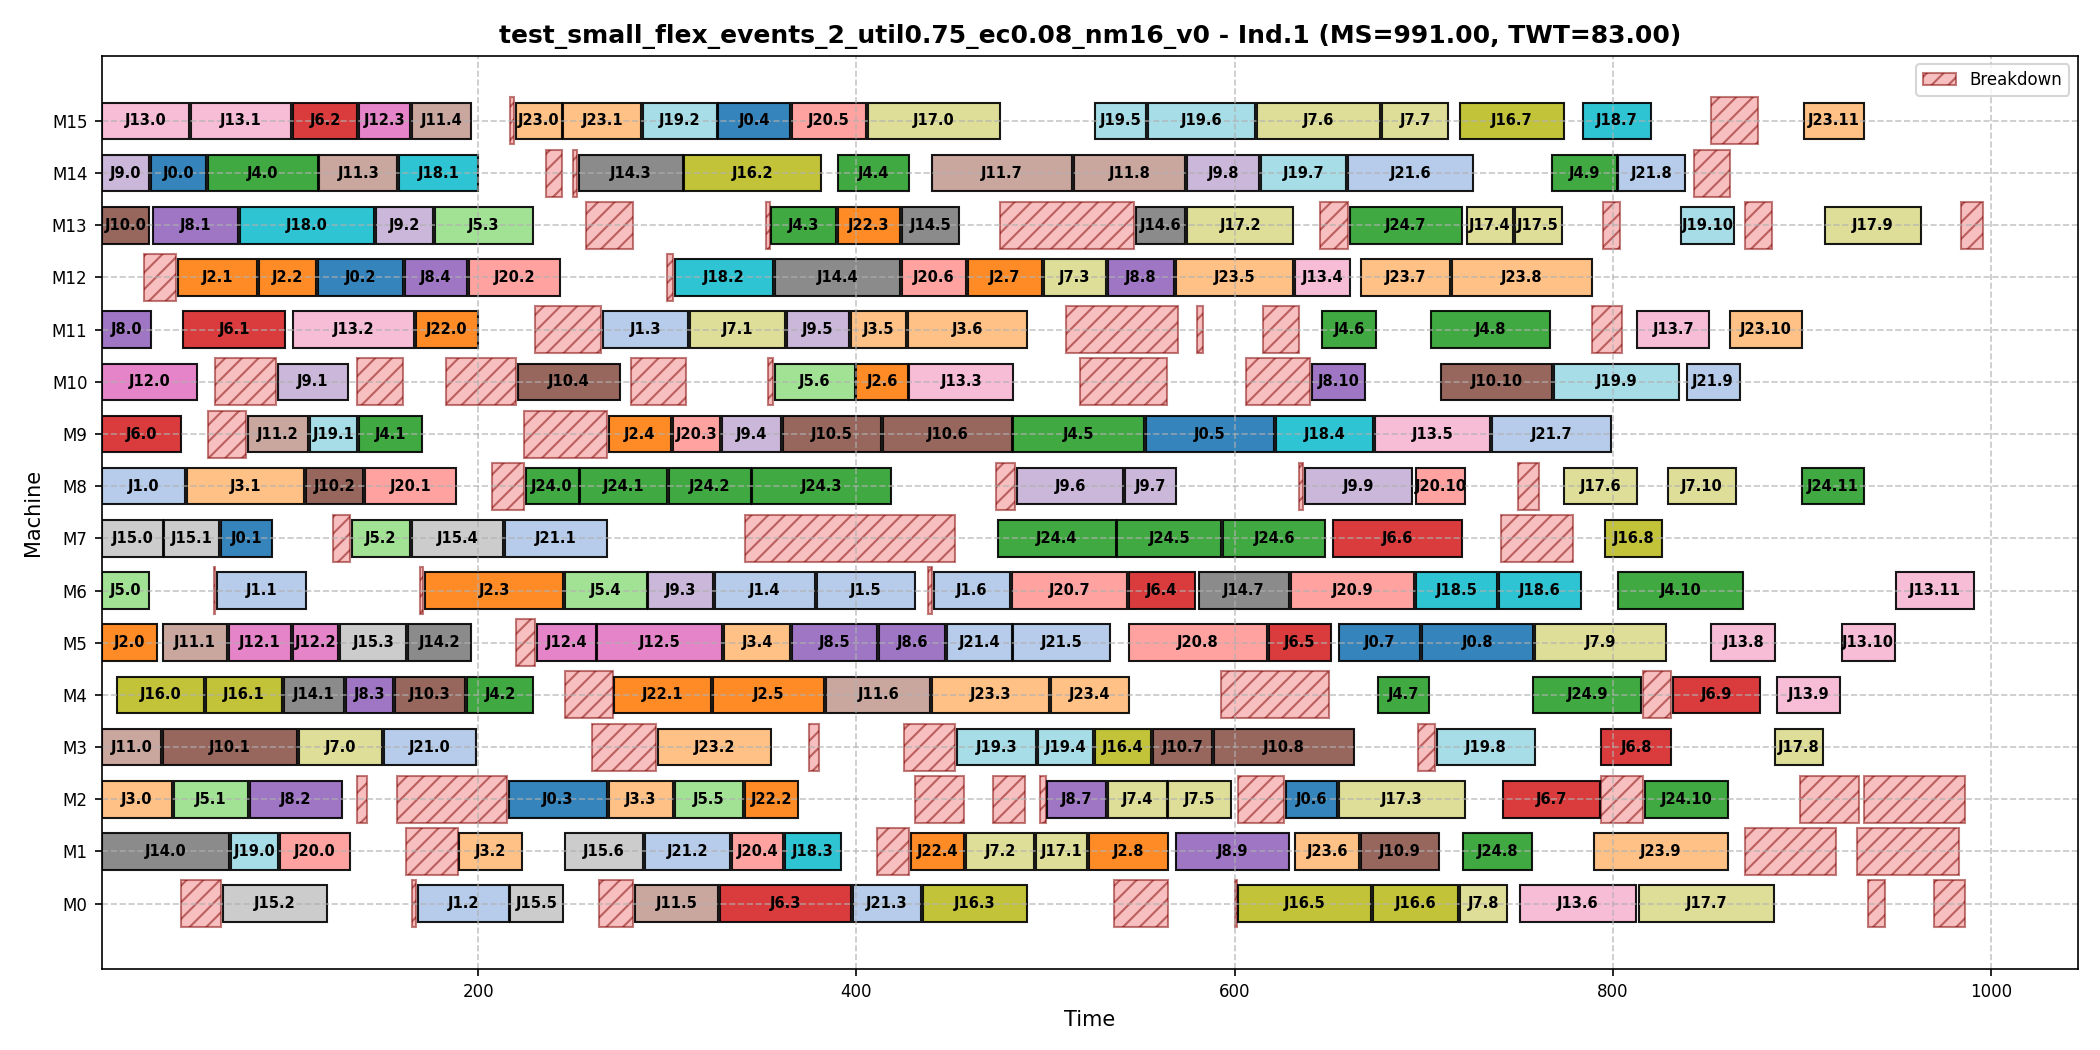 test_small_flex_events_2_util0.75_ec0.08_nm16_v0 - Ind.1 (MS=991.00, TWT=83.00)
Breakdown
M15 J13.0 J13.1 J6.2 J12.3 J11.4 J23.0 J23.1 J19.2 J0.4 J20.5 J17.0 J19.5 J19.6 J7.6 J7.7 J16.7 J18.7 J23.11
M14 J9.0 J0.0 J4.0 J11.3 J18.1 J14.3 J16.2 J4.4 J11.7 J11.8 J9.8 J19.7 J21.6 J4.9 J21.8
M13 J10.0 J8.1 J18.0 J9.2 J5.3 J4.3 J22.3 J14.5 J14.6 J17.2 J24.7 J17.4 J17.5 J19.10 J17.9
M12 J2.1 J2.2 J0.2 J8.4 J20.2 J18.2 J14.4 J20.6 J2.7 J7.3 J8.8 J23.5 J13.4 J23.7 J23.8
M11 J8.0 J6.1 J13.2 J22.0 J1.3 J7.1 J9.5 J3.5 J3.6 J4.6 J4.8 J13.7 J23.10
M10 J12.0 J9.1 J10.4 J5.6 J2.6 J13.3 J8.10 J10.10 J19.9 J21.9
M9 J6.0 J11.2 J19.1 J4.1 J2.4 J20.3 J9.4 J10.5 J10.6 J4.5 J0.5 J18.4 J13.5 J21.7
M8 J1.0 J3.1 J10.2 J20.1 J24.0 J24.1 J24.2 J24.3 J9.6 J9.7 J9.9 J20.10 J17.6 J7.10 J24.11
M7 J15.0 J15.1 J0.1 J5.2 J15.4 J21.1 J24.4 J24.5 J24.6 J6.6 J16.8
M6 J5.0 J1.1 J2.3 J5.4 J9.3 J1.4 J1.5 J1.6 J20.7 J6.4 J14.7 J20.9 J18.5 J18.6 J4.10 J13.11
M5 J2.0 J11.1 J12.1 J12.2 J15.3 J14.2 J12.4 J12.5 J3.4 J8.5 J8.6 J21.4 J21.5 J20.8 J6.5 J0.7 J0.8 J7.9 J13.8 J13.10
M4 J16.0 J16.1 J14.1 J8.3 J10.3 J4.2 J22.1 J2.5 J11.6 J23.3 J23.4 J4.7 J24.9 J6.9 J13.9
M3 J11.0 J10.1 J7.0 J21.0 J23.2 J19.3 J19.4 J16.4 J10.7 J10.8 J19.8 J6.8 J17.8
M2 J3.0 J5.1 J8.2 J0.3 J3.3 J5.5 J22.2 J8.7 J7.4 J7.5 J0.6 J17.3 J6.7 J24.10
M1 J14.0 J19.0 J20.0 J3.2 J15.6 J21.2 J20.4 J18.3 J22.4 J7.2 J17.1 J2.8 J8.9 J23.6 J10.9 J24.8 J23.9
M0 J15.2 J1.2 J15.5 J11.5 J6.3 J21.3 J16.3 J16.5 J16.6 J7.8 J13.6 J17.7
200 400 600 800 1000
Time
Machine